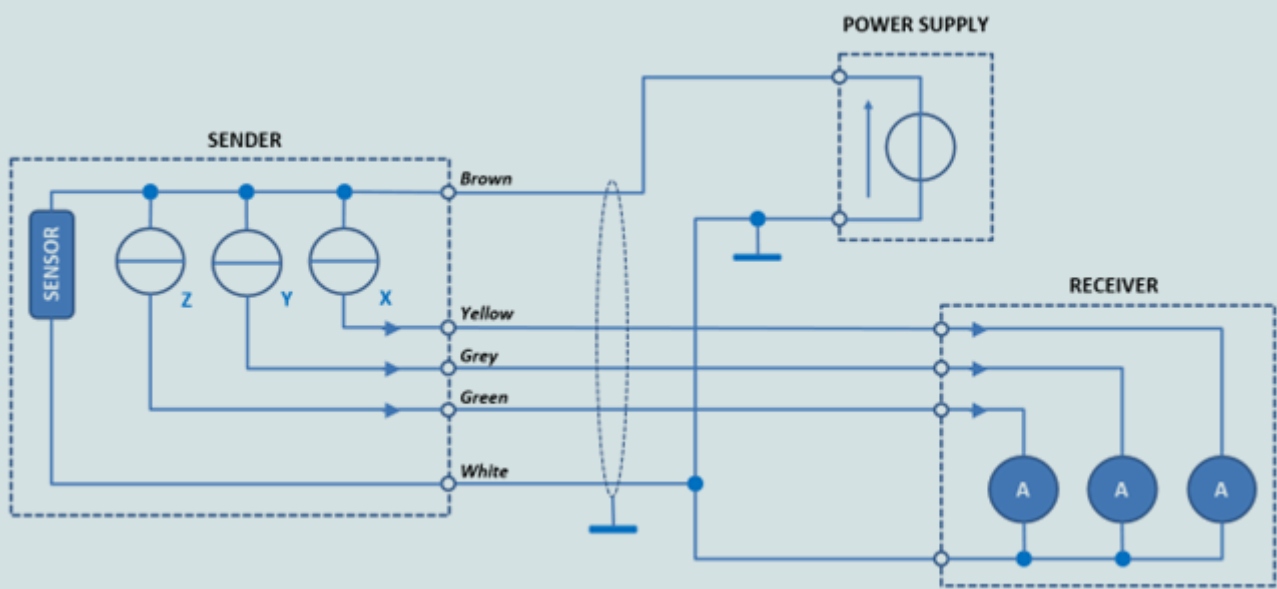 POWER SUPPLY
SENDER
Brown
SENSOR
Z
Y
X
RECEIVER
Yellow
Grey
Green
White
A
A
A